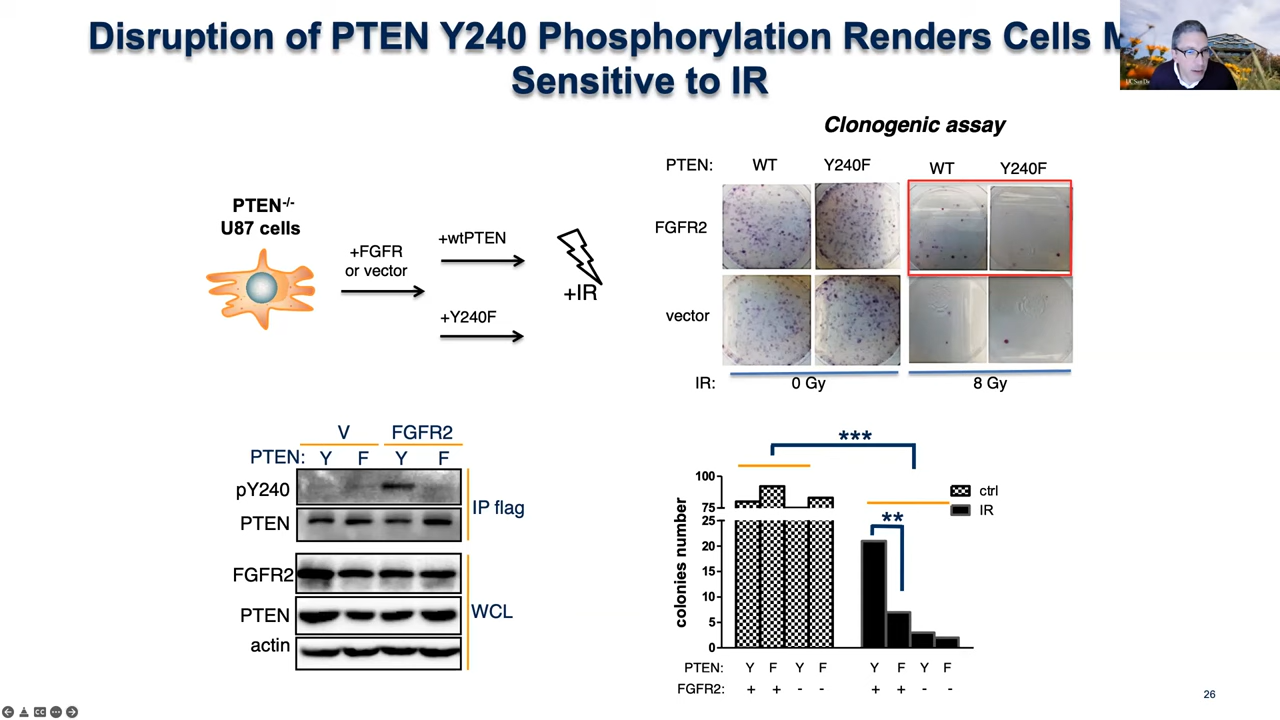 Disruption of PTEN Y240 Phosphorylation Renders Cells M
Sensitive to IR
Clonogenic assay
PTEN: WT Y240F WT Y240F
FGFR2
vector
IR: 0 Gy 8 Gy
PTEN-/-
U87 cells
+FGFR
or vector
+wtPTEN
+Y240F
+IR
V FGFR2
PTEN: Y F Y F
pY240
PTEN
IP flag
FGFR2
PTEN
actin
WCL
***
**
ctrl
IR
colonies number
100
75
25
20
15
10
5
0
PTEN: Y F Y F Y F Y F
FGFR2: + + - - + + - -
26
CC